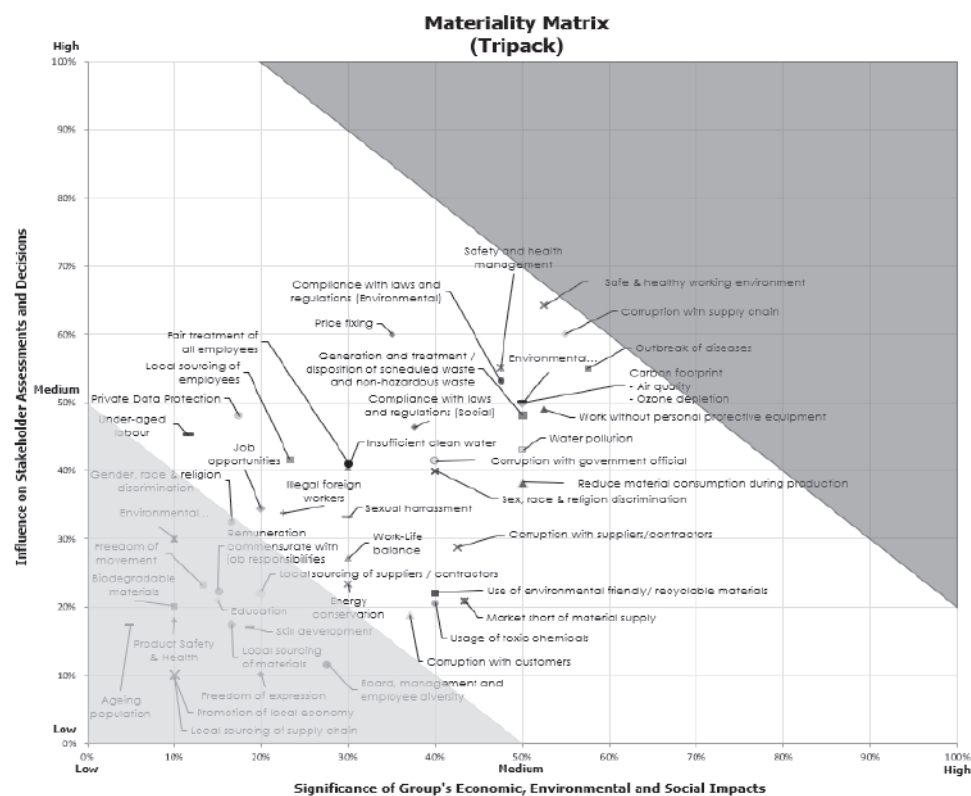 Materiality Matrix
(Tripack)
High
100%
90%
80%
70%
60%
Medium
50%
40%
30%
20%
10%
Low
0%
Influence on Stakeholder Assessments and Decisions
Safety and health
management
Compliance with laws and
regulations (Environmental)
Safe & healthy working environment
Corruption with supply chain
Price fixing
Fair treatment of
all employees
Generation and treatment /
disposition of scheduled waste
and non-hazardous waste
Environmental...
Outbreak of diseases
Local sourcing of
employees
Carbon footprint
- Air quality
- Ozone depletion
Private Data Protection
Compliance with laws
and regulations (Social)
Work without personal protective equipment
Under-aged
labour
Insufficient clean water
Water pollution
Job
opportunities
Corruption with government official
Gender, race & religion
discrimination
Illegal foreign
workers
Reduce material consumption during production
Sex, race & religion discrimination
Environmental...
Sexual harrassment
Remuneration
commensurate with
job responsibilities
Work-Life
balance
Corruption with suppliers/contractors
Freedom of
movement
Local sourcing of suppliers / contractors
Biodegradable
materials
Use of environmental friendly/ recyclable materials
Education
Energy
conservation
Market short of material supply
Skill development
Usage of toxic chemicals
Product Safety
& Health
Local sourcing
of materials
Corruption with customers
Board, management and
employee diversity
Freedom of expression
Ageing
population
Promotion of local economy
Local sourcing of supply chain
0% 10% 20% 30% 40% 50% 60% 70% 80% 90% 100%
Low Medium High
Significance of Group's Economic, Environmental and Social Impacts